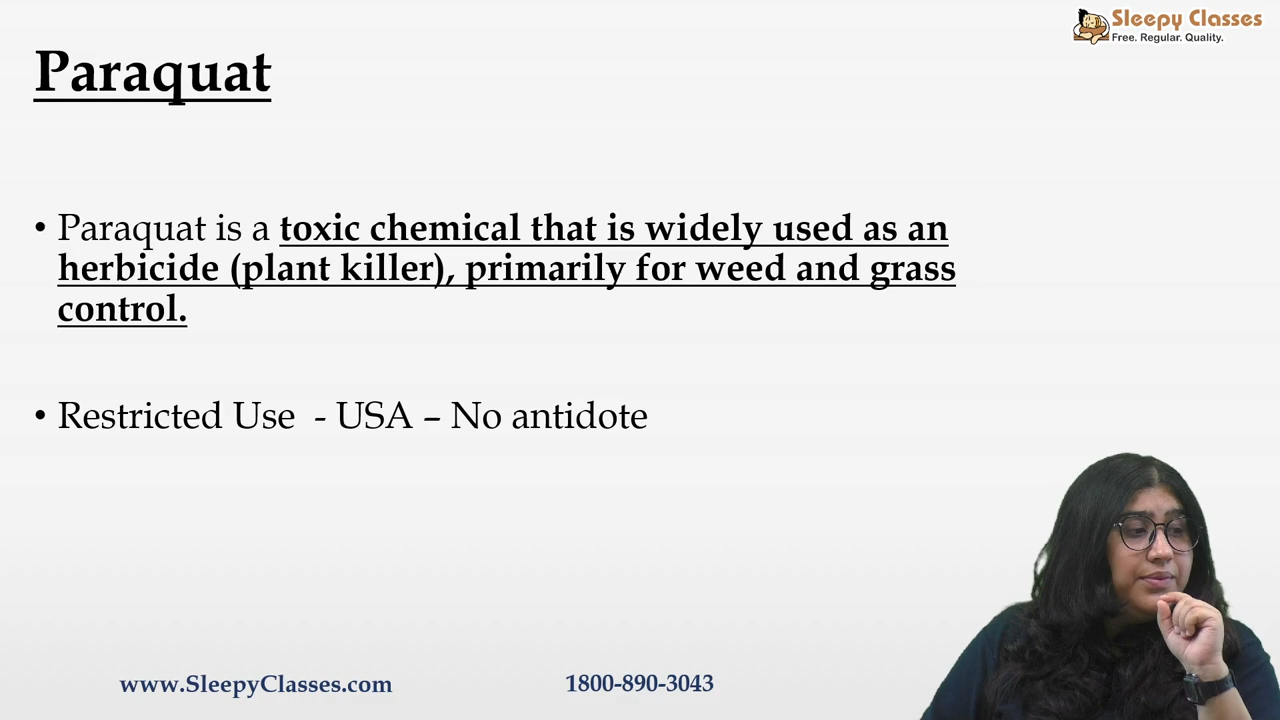 Sleepy Classes
Free. Regular. Quality.
Paraquat
• Paraquat is a toxic chemical that is widely used as an
herbicide (plant killer), primarily for weed and grass
control.
• Restricted Use - USA – No antidote
www.SleepyClasses.com
1800-890-3043